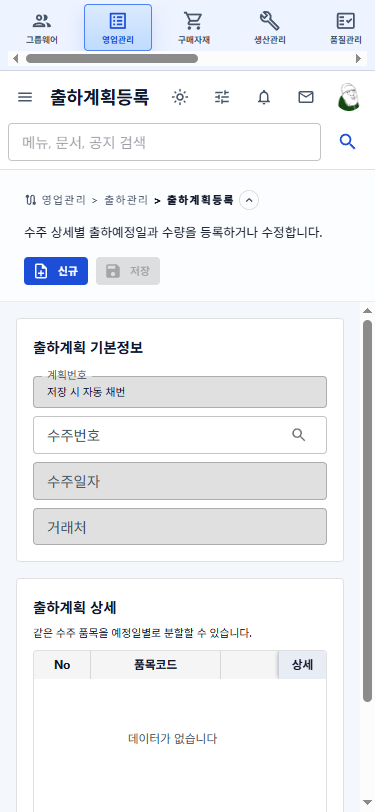 그룹웨어
영업관리
구매자재
생산관리
품질관리
출하계획등록
메뉴, 문서, 공지 검색
영업관리 > 출하관리 > 출하계획등록
수주 상세별 출하예정일과 수량을 등록하거나 수정합니다.
신규
저장
출하계획 기본정보
계획번호
저장 시 자동 채번
수주번호
수주일자
거래처
출하계획 상세
같은 수주 품목을 예정일별로 분할할 수 있습니다.
No 품목코드 상세
데이터가 없습니다